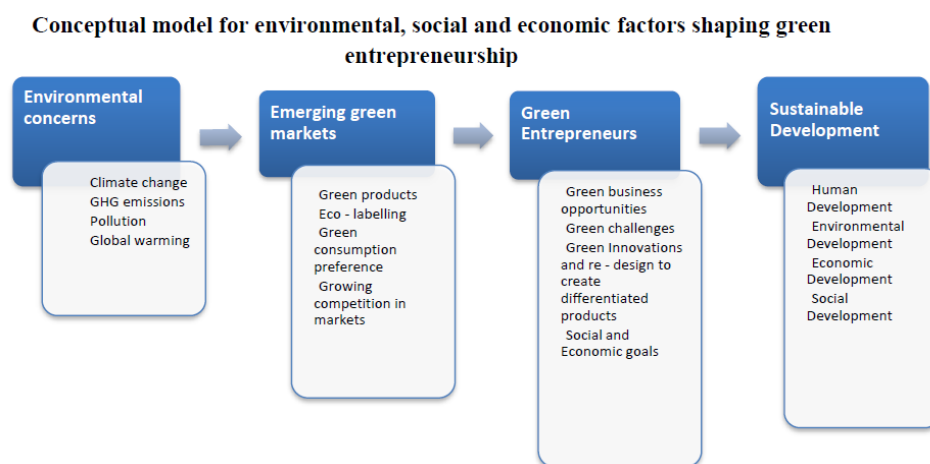 Conceptual model for environmental, social and economic factors shaping green
entrepreneurship
Environmental
concerns
Climate change
GHG emissions
Pollution
Global warming
Emerging green
markets
Green products
Eco - labelling
Green
consumption
preference
Growing
competition in
markets
Green
Entrepreneurs
Green business
opportunities
Green challenges
Green Innovations
and re - design to
create
differentiated
products
Social and
Economic goals
Sustainable
Development
Human
Development
Environmental
Development
Economic
Development
Social
Development